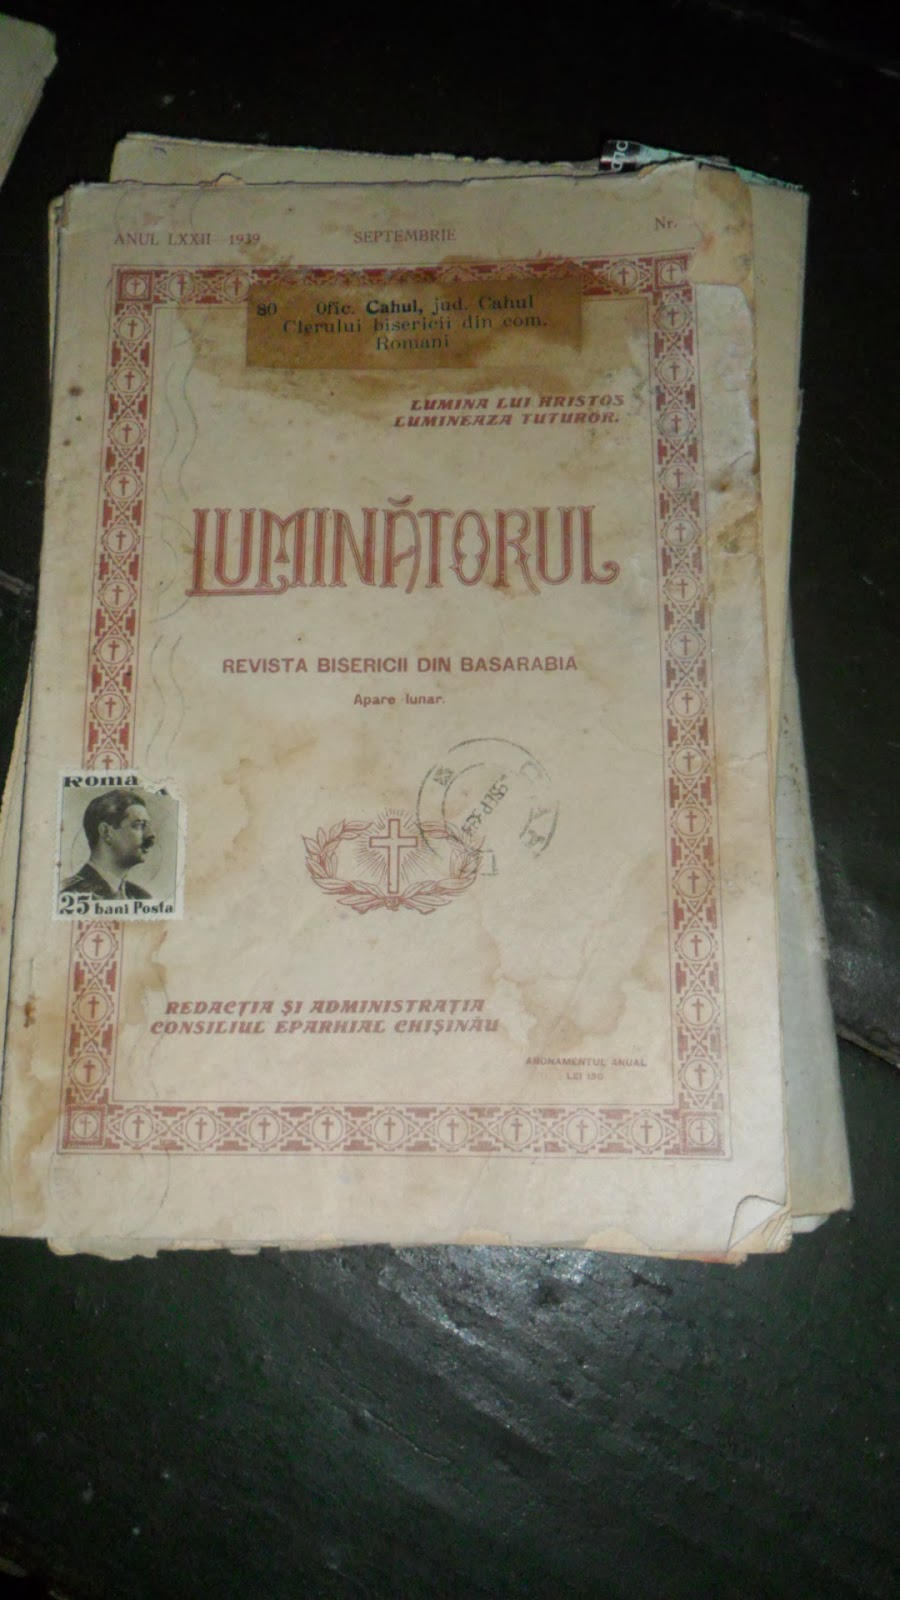 ANUL LXXII 1939 SEPTEMBRIE Nr.
80 Ofic. Cahul, jud. Cahul
Clerului bisericii din com.
Romani
LUMINA LUI HRISTOS
LUMINEAZA TUTUROR.
LUMINĂTORUL
REVISTA BISERICII DIN BASARABIA
Apare lunar.
Roma
25 bani Posta
SEP
REDACȚIA ȘI ADMINISTRAȚIA
CONSILIUL EPARHIAL CHIȘINĂU
ABONAMENTUL ANUAL
LEI 150